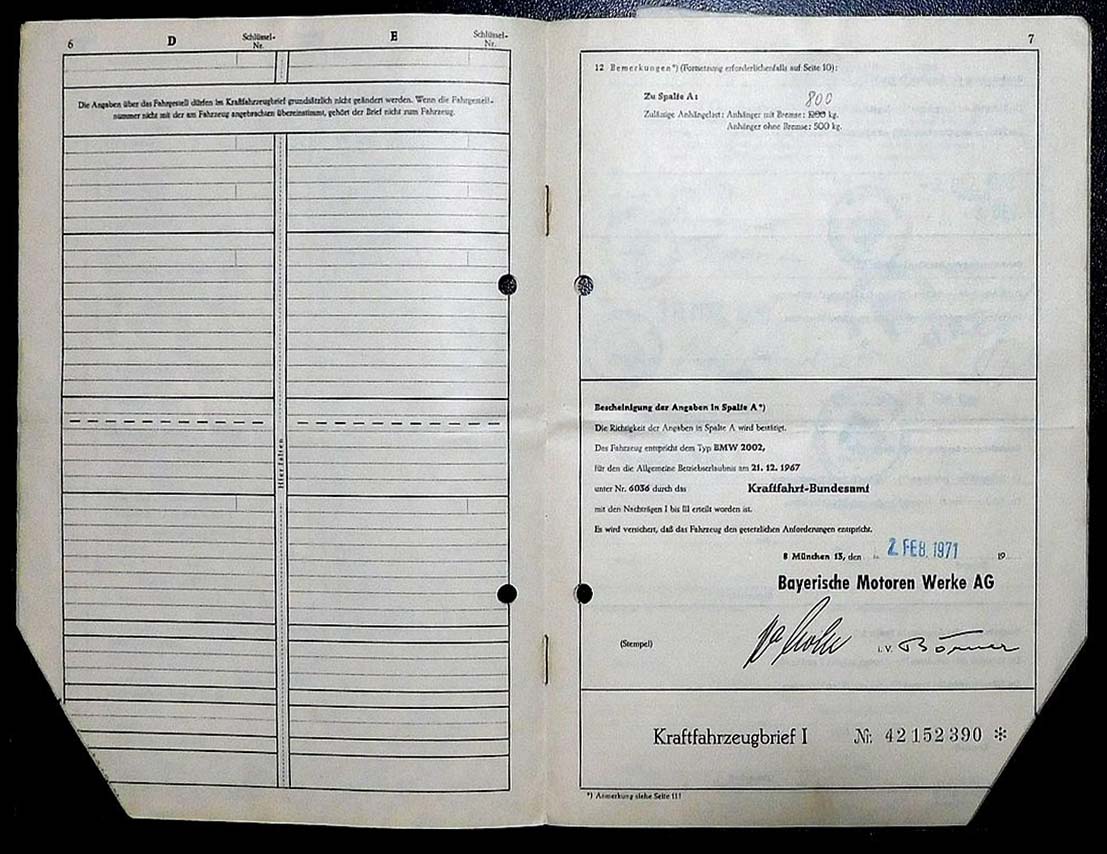 6 D Schlüssel-
Nr. E Schlüssel-
Nr.
Die Angaben über das Fahrgestell dürfen im Kraftfahrzeugbrief grundsätzlich nicht geändert werden. Wenn die Fahrgestell-
nummer nicht mit der am Fahrzeug angebrachten übereinstimmt, gehört der Brief nicht zum Fahrzeug.
Hier falten
7
12 Bemerkungen*) (Fortsetzung erforderlichenfalls auf Seite 10):
Zu Spalte A: 800
Zulässige Anhängelast: Anhänger mit Bremse: kg.
Anhänger ohne Bremse: 500 kg.
Bescheinigung der Angaben in Spalte A*)
Die Richtigkeit der Angaben in Spalte A wird bestätigt.
Das Fahrzeug entspricht dem Typ BMW 2002,
für den die Allgemeine Betriebserlaubnis am 21. 12. 1967
unter Nr. 6036 durch das Kraftfahrt-Bundesamt
mit den Nachträgen I bis III erteilt worden ist.
Es wird versichert, daß das Fahrzeug den gesetzlichen Anforderungen entspricht.
8 München 13, den 2. FEB. 1971 19
Bayerische Motoren Werke AG
(Stempel) i.V.
Kraftfahrzeugbrief I Nr. 42152390 *
*) Anmerkung siehe Seite 11!